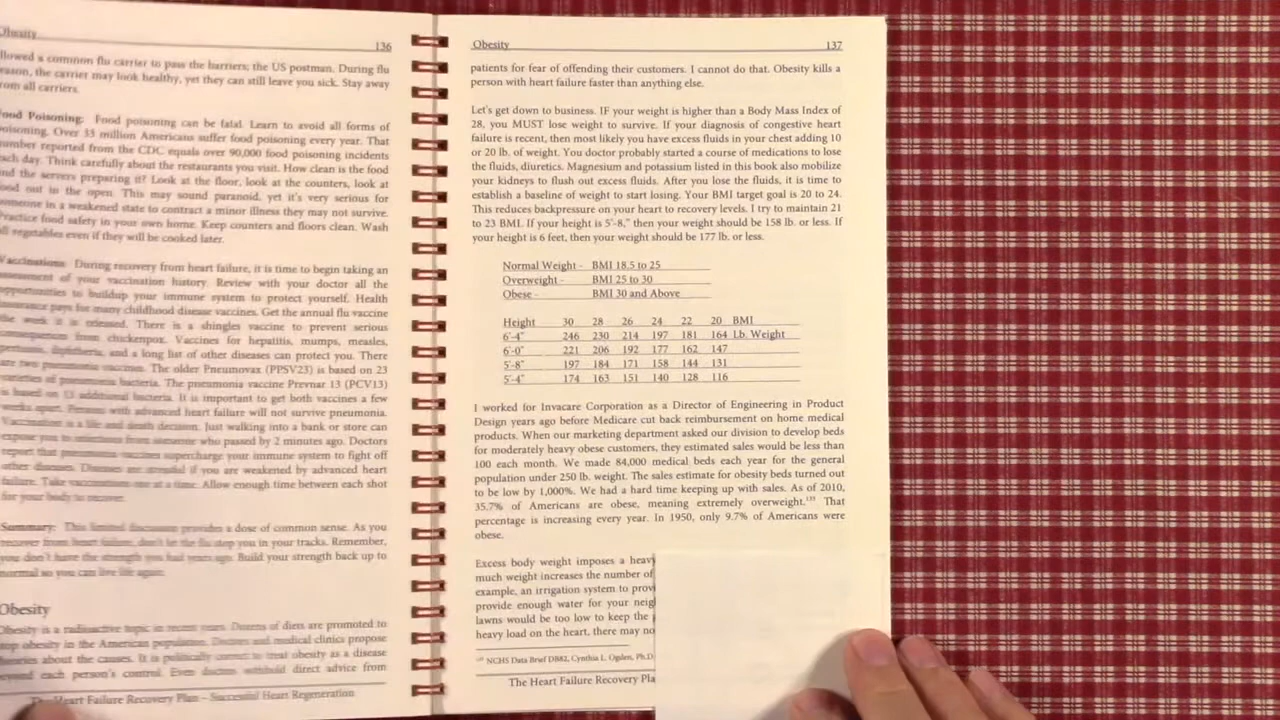 Obesity
136
llowed a common flu carrier to pass the barriers; the US postman. During flu
eason, the carrier may look healthy, yet they can still leave you sick. Stay away
rom all carriers.
ood Poisoning: Food poisoning can be fatal. Learn to avoid all forms of
poisoning. Over 33 million Americans suffer food poisoning every year. That
number reported from the CDC equals over 90,000 food poisoning incidents
ach day. Think carefully about the restaurants you visit. How clean is the food
nd the servers preparing it? Look at the floor, look at the counters, look at
ood out in the open. This may sound paranoid, yet it's very serious for
someone in a weakened state to contract a minor illness they may not survive.
Practice food safety in your own home. Keep counters and floors clean. Wash
ll vegetables even if they will be cooked later.
Vaccinations: During recovery from heart failure, it is time to begin taking an
assessment of your vaccination history. Review with your doctor all the
opportunities to buildup your immune system to protect yourself. Health
insurance pays for many childhood disease vaccines. Get the annual flu vaccine
the week it is released. There is a shingles vaccine to prevent serious
from chickenpox. Vaccines for hepatitis, mumps, measles,
diphtheria, and a long list of other diseases can protect you. There
are two pneumonia vaccines. The older Pneumovax (PPSV23) is based on 23
of pneumonia bacteria. The pneumonia vaccine Prevnar 13 (PCV13)
is based on 13 additional bacteria. It is important to get both vaccines a few
weeks apart. Persons with advanced heart failure will not survive pneumonia.
Vaccination is a life and death decision. Just walking into a bank or store can
expose you to from someone who passed by 2 minutes ago. Doctors
report that vaccines supercharge your immune system to fight off
other diseases. if you are weakened by advanced heart
failure. Take vaccinations one at a time. Allow enough time between each shot
for your body to recover.
Summary: This limited discussion provides a dose of common sense. As you
recover from heart failure, don't let the flu stop you in your tracks. Remember,
you don't have the strength you had years ago. Build your strength back up to
normal so you can live life again.
Obesity
Obesity is a radioactive topic in recent years. Dozens of diets are promoted to
top obesity in the American population. Doctors and medical clinics propose
theories about the causes. It is politically correct to treat obesity as a disease
beyond each person's control. Even doctors withhold direct advice from
The Heart Failure Recovery Plan – Successful Heart Regeneration
Obesity 137
patients for fear of offending their customers. I cannot do that. Obesity kills a
person with heart failure faster than anything else.
Let's get down to business. IF your weight is higher than a Body Mass Index of
28, you MUST lose weight to survive. If your diagnosis of congestive heart
failure is recent, then most likely you have excess fluids in your chest adding 10
or 20 lb. of weight. You doctor probably started a course of medications to lose
the fluids, diuretics. Magnesium and potassium listed in this book also mobilize
your kidneys to flush out excess fluids. After you lose the fluids, it is time to
establish a baseline of weight to start losing. Your BMI target goal is 20 to 24.
This reduces backpressure on your heart to recovery levels. I try to maintain 21
to 23 BMI. If your height is 5'-8," then your weight should be 158 lb. or less. If
your height is 6 feet, then your weight should be 177 lb. or less.
Normal Weight - BMI 18.5 to 25
Overweight - BMI 25 to 30
Obese - BMI 30 and Above
Height 30 28 26 24 22 20 BMI
6'-4" 246 230 214 197 181 164 Lb. Weight
6'-0" 221 206 192 177 162 147
5'-8" 197 184 171 158 144 131
5'-4" 174 163 151 140 128 116
I worked for Invacare Corporation as a Director of Engineering in Product
Design years ago before Medicare cut back reimbursement on home medical
products. When our marketing department asked our division to develop beds
for moderately heavy obese customers, they estimated sales would be less than
100 each month. We made 84,000 medical beds each year for the general
population under 250 lb. weight. The sales estimate for obesity beds turned out
to be low by 1,000%. We had a hard time keeping up with sales. As of 2010,
35.7% of Americans are obese, meaning extremely overweight.¹³³ That
percentage is increasing every year. In 1950, only 9.7% of Americans were
obese.
Excess body weight imposes a heavy
much weight increases the number of
example, an irrigation system to prov
provide enough water for your neig
lawns would be too low to keep the
heavy load on the heart, there may no
¹³³ NCHS Data Brief DB82, Cynthia L. Ogden, Ph.D
The Heart Failure Recovery Pla